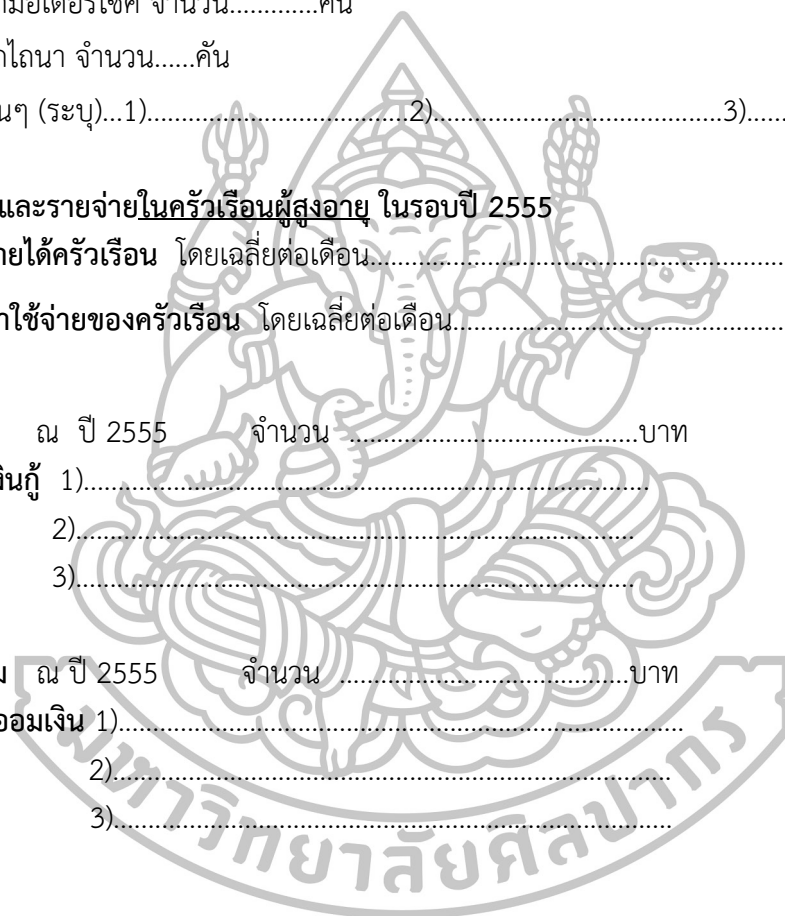 มอเตอร์ไซค์ จำนวน.............คัน
ไถนา จำนวน......คัน
นๆ (ระบุ)...1)......................................2)..........................................3)......
และรายจ่ายในครัวเรือนผู้สูงอายุ ในรอบปี 2555
ายได้ครัวเรือน โดยเฉลี่ยต่อเดือน............................................................
าใช้จ่ายของครัวเรือน โดยเฉลี่ยต่อเดือน................................................
ณ ปี 2555 จำนวน ..........................................บาท
งินกู้ 1)..................................................................................
2).................................................................................
3).................................................................................
ม ณ ปี 2555 จำนวน ..........................................บาท
ออมเงิน 1)..................................................................................
2).................................................................................
3).................................................................................
มหาวิทยาลัยศิลปากร